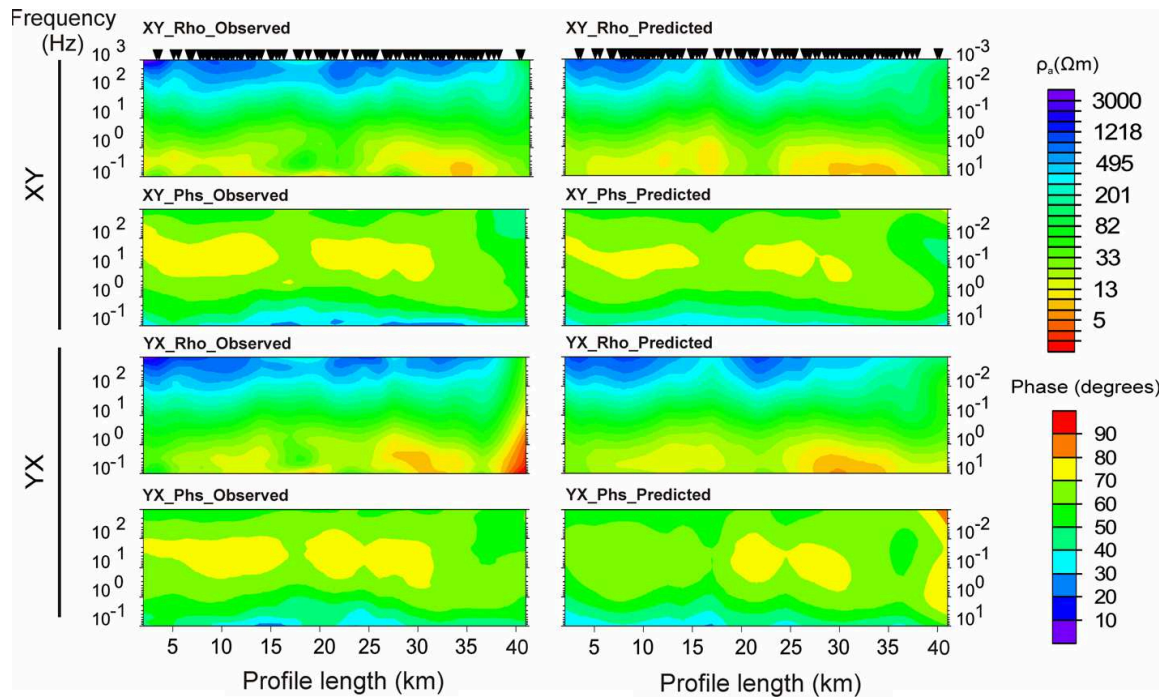 Frequency
(Hz)
XY_Rho_Observed
XY_Rho_Predicted
10 3
10 2
10 1
10 0
10 -1
10 -3
10 -2
10 -1
10 0
10 1
XY
XY_Phs_Observed
XY_Phs_Predicted
10 2
10 1
10 0
10 -1
10 -2
10 -1
10 0
10 1
YX_Rho_Observed
YX_Rho_Predicted
10 2
10 1
10 0
10 -1
10 -2
10 -1
10 0
10 1
YX
YX_Phs_Observed
YX_Phs_Predicted
10 2
10 1
10 0
10 -1
10 -2
10 -1
10 0
10 1
5 10 15 20 25 30 35 40
5 10 15 20 25 30 35 40
Profile length (km)
Profile length (km)
ρa(Ωm)
3000
1218
495
201
82
33
13
5
Phase (degrees)
90
80
70
60
50
40
30
20
10